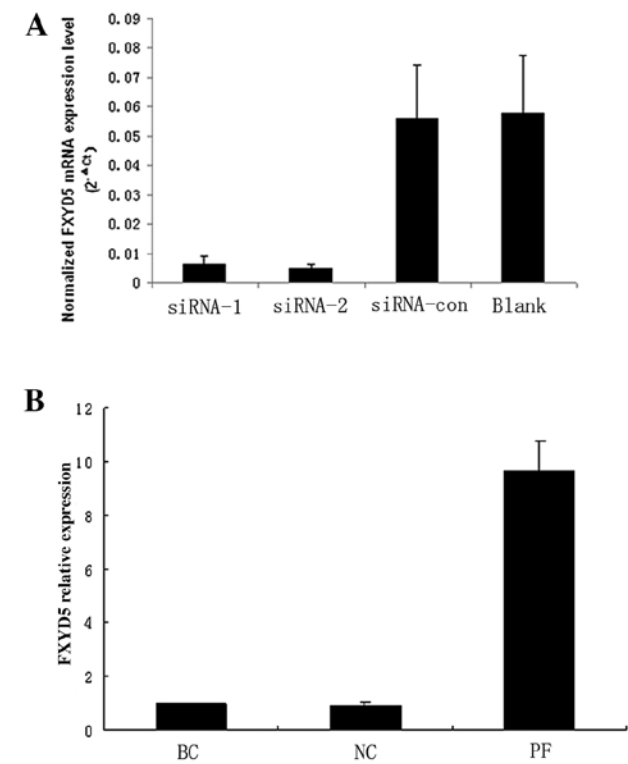 A
Normalized FXYD5 mRNA expression level
(2-▲Ct)
0.09
0.08
0.07
0.06
0.05
0.04
0.03
0.02
0.01
0
siRNA-1 siRNA-2 siRNA-con Blank
B
FXYD5 relative expression
12
10
8
6
4
2
0
BC NC PF